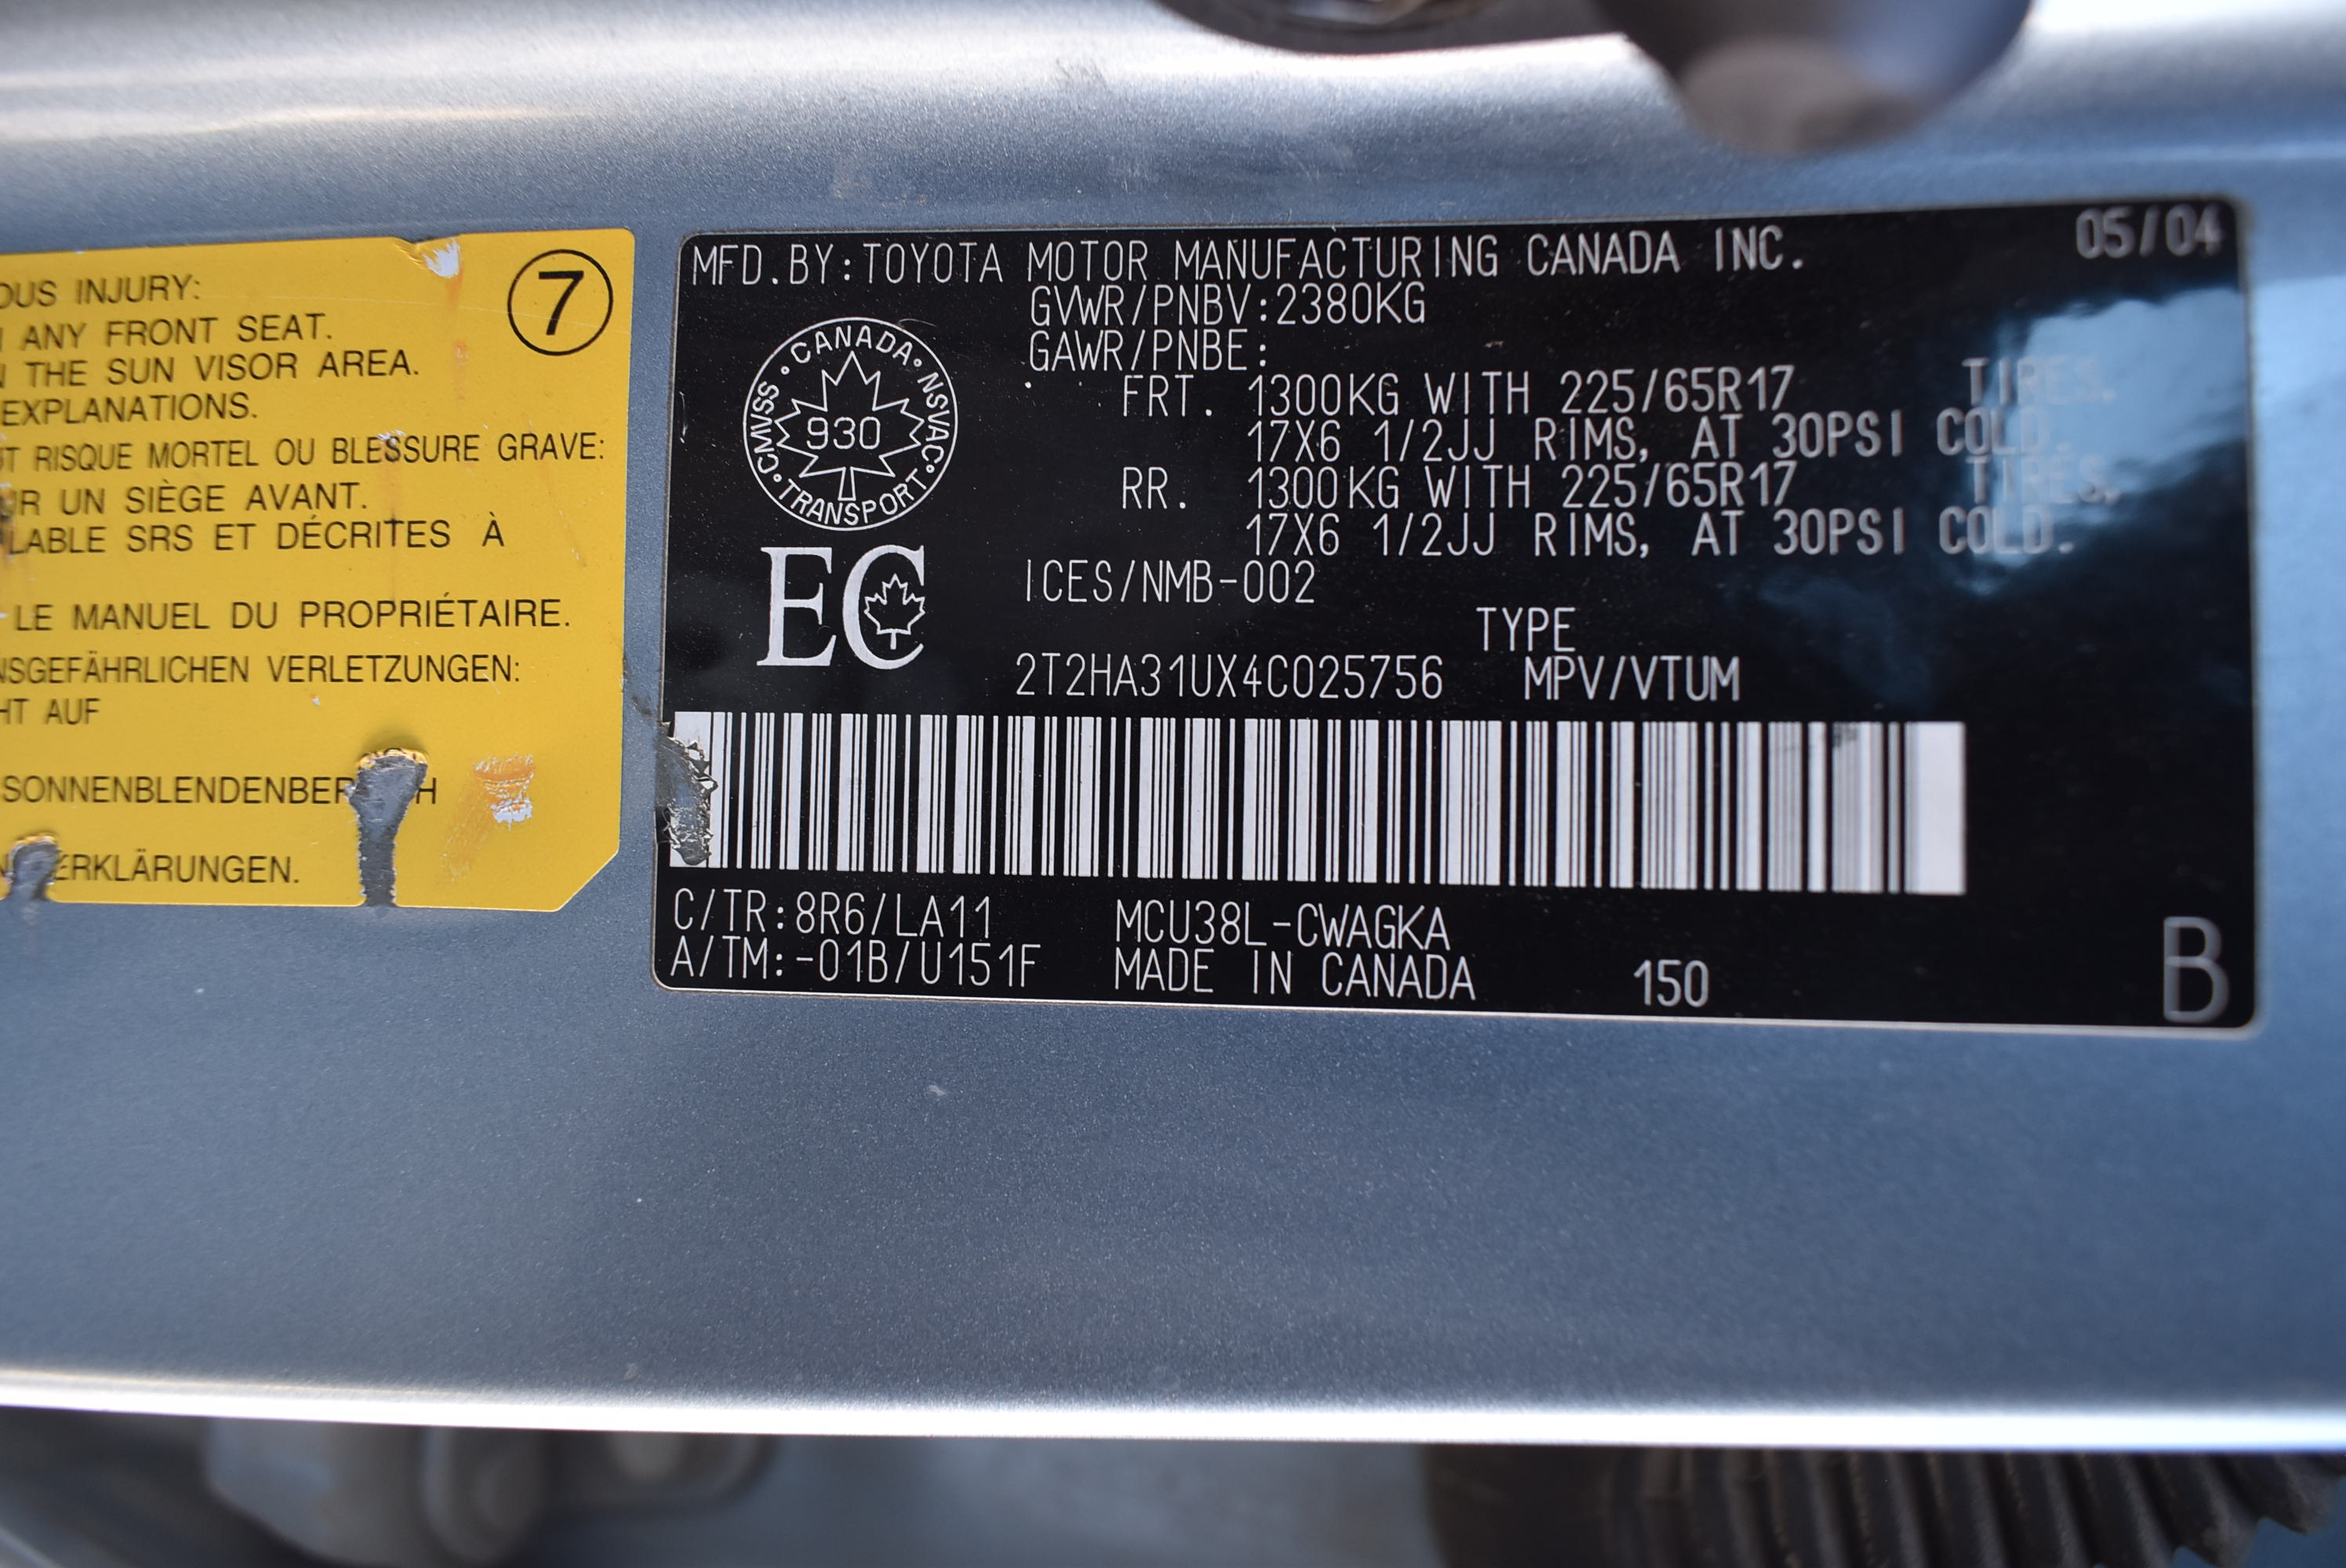 OUS INJURY:
ANY FRONT SEAT.
THE SUN VISOR AREA.
EXPLANATIONS.
RISQUE MORTEL OU BLESSURE GRAVE:
UN SIÈGE AVANT.
LABLE SRS ET DÉCRITES À
LE MANUEL DU PROPRIÉTAIRE.
NSGEFÄHRLICHEN VERLETZUNGEN:
HT AUF
SONNENBLENDENBER H
ERKLÄRUNGEN.
7
MFD.BY:TOYOTA MOTOR MANUFACTURING CANADA INC. 05/04
GVWR/PNBV:2380KG
GAWR/PNBE:
FRT. 1300KG WITH 225/65R17 TIRES.
17X6 1/2JJ RIMS, AT 30PSI COLD.
RR. 1300KG WITH 225/65R17 TIRES,
17X6 1/2JJ RIMS, AT 30PSI COLD.
CANADA · NSVAC · TRANSPORT · CMVSS ·
930
EC
ICES/NMB-002
TYPE
2T2HA31UX4C025756 MPV/VTUM
C/TR:8R6/LA11 MCU38L-CWAGKA
A/TM:-01B/U151F MADE IN CANADA 150
B